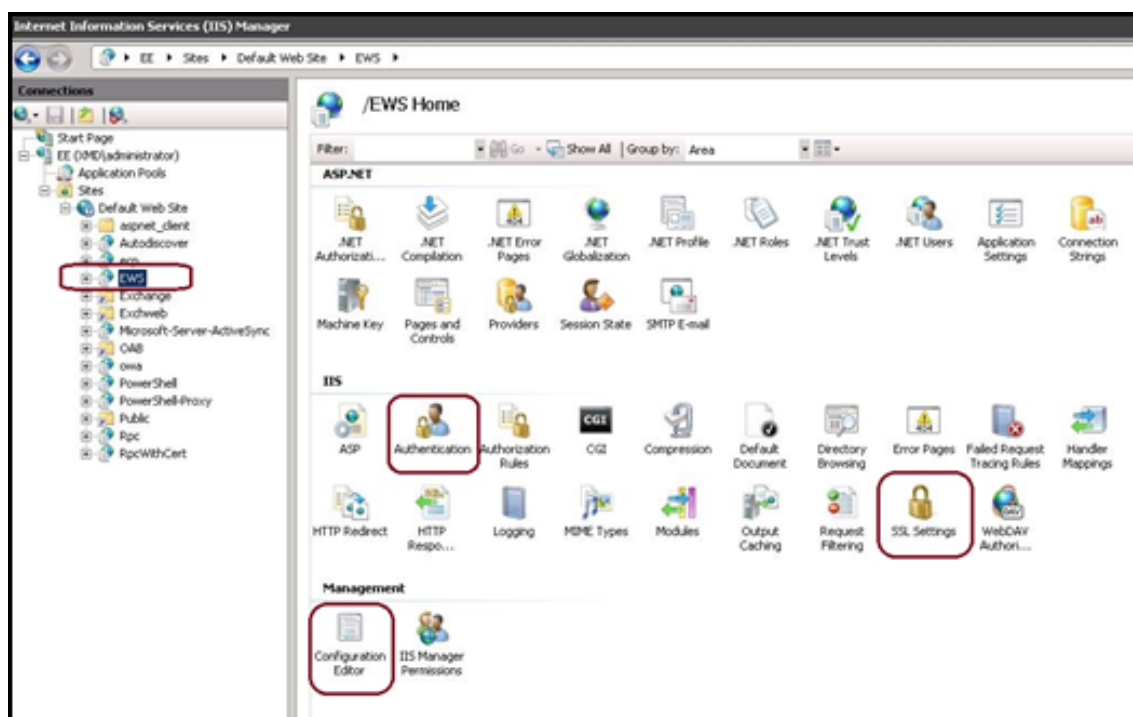 Internet Information Services (IIS) Manager
EE Sites Default Web Site EWS
Connections
Start Page
EE (XMD\administrator)
Application Pools
Sites
Default Web Site
aspnet_client
Autodiscover
ecp
EWS
Exchange
Exchweb
Microsoft-Server-ActiveSync
OAB
owa
PowerShell
PowerShell-Proxy
Public
Rpc
RpcWithCert
/EWS Home
Filter: Go Show All Group by: Area
ASP.NET
.NET Authorizati...
.NET Compilation
.NET Error Pages
.NET Globalization
.NET Profile
.NET Roles
.NET Trust Levels
.NET Users
Application Settings
Connection Strings
Machine Key
Pages and Controls
Providers
Session State
SMTP E-mail
IIS
ASP
Authentication
Authorization Rules
CGI
Compression
Default Document
Directory Browsing
Error Pages
Failed Request Tracing Rules
Handler Mappings
HTTP Redirect
HTTP Respo...
Logging
MIME Types
Modules
Output Caching
Request Filtering
SSL Settings
WebDAV Authori...
Management
Configuration Editor
IIS Manager Permissions